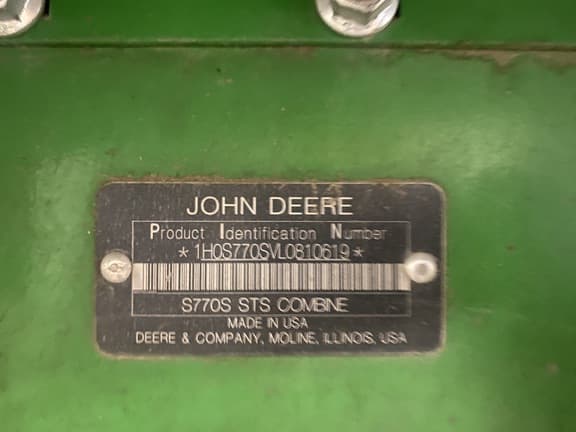 JOHN DEERE
Product Identification Number
*1H0S770SVL0810619*
S770S STS COMBINE
MADE IN USA
DEERE & COMPANY, MOLINE, ILLINOIS, USA